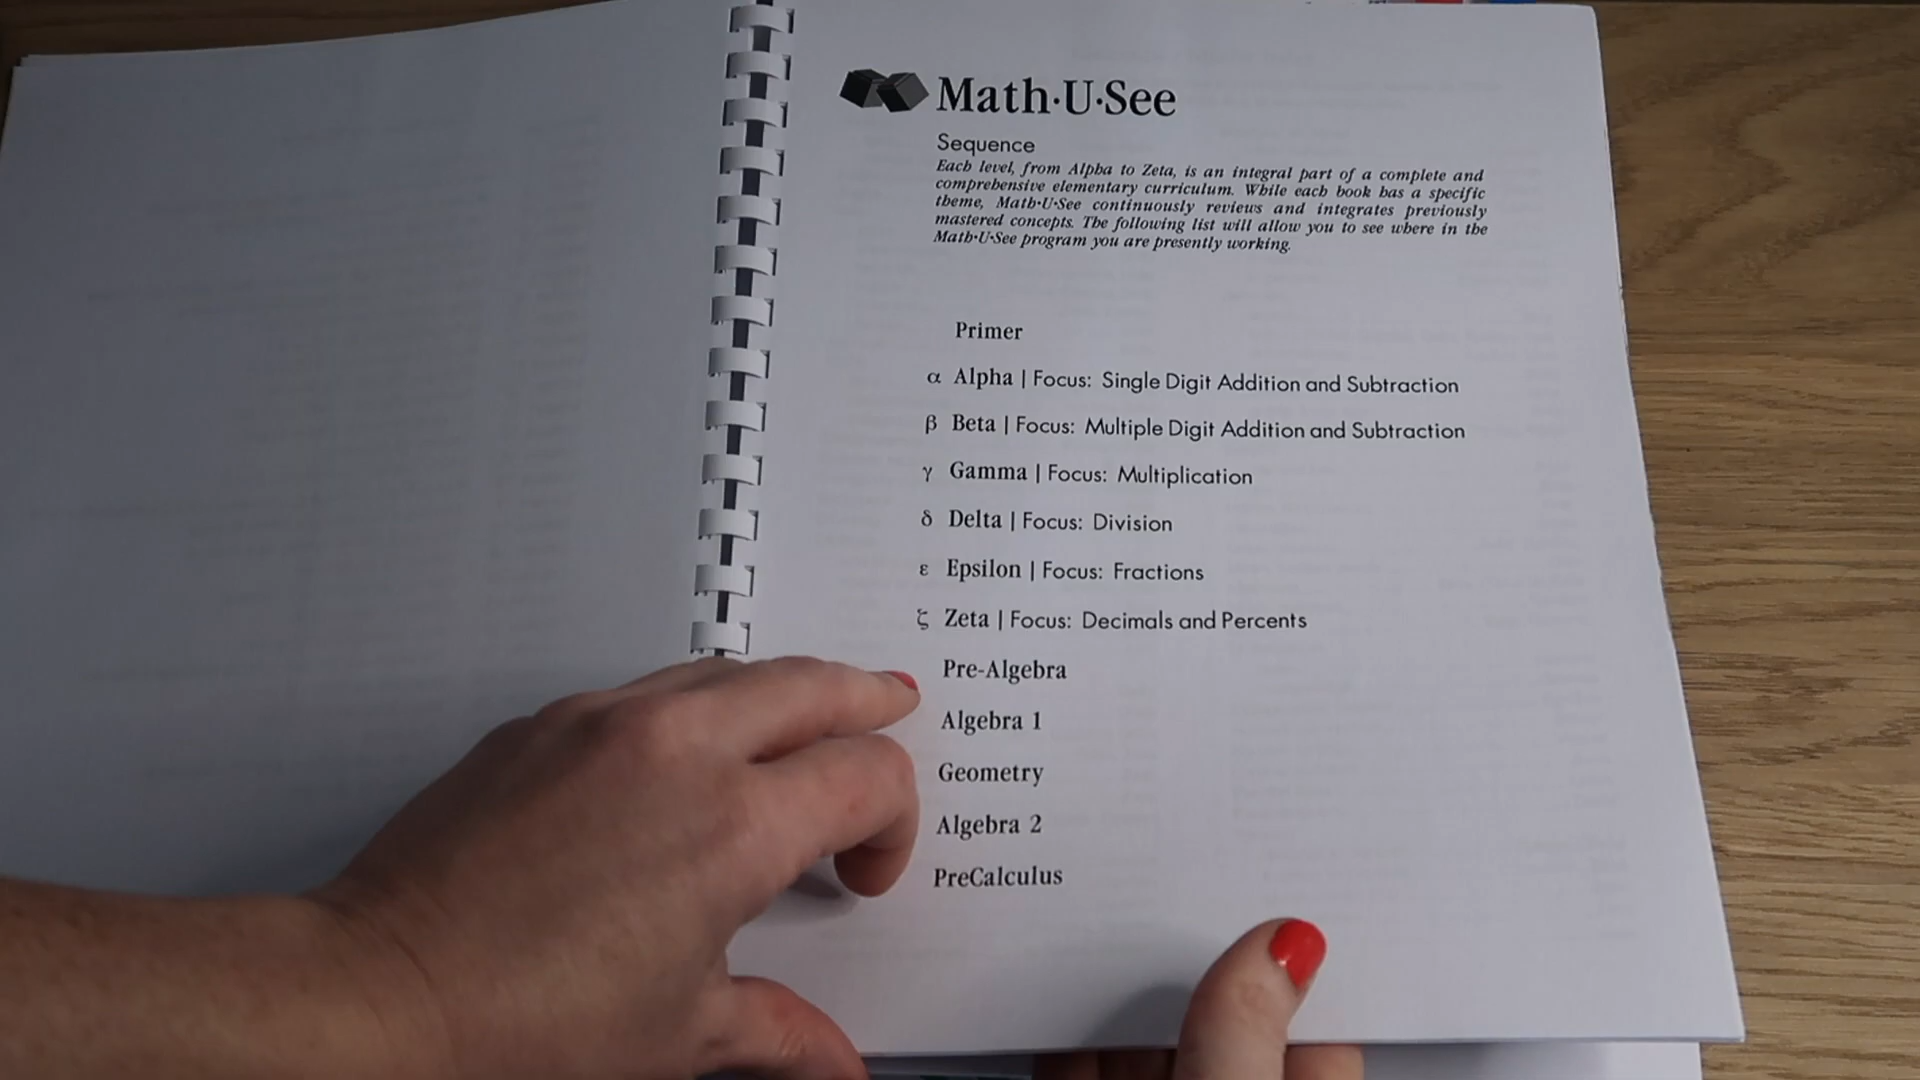 Math·U·See
Sequence
Each level, from Alpha to Zeta, is an integral part of a complete and
comprehensive elementary curriculum. While each book has a specific
theme, Math·U·See continuously reviews and integrates previously
mastered concepts. The following list will allow you to see where in the
Math·U·See program you are presently working.
Primer
α Alpha | Focus: Single Digit Addition and Subtraction
β Beta | Focus: Multiple Digit Addition and Subtraction
γ Gamma | Focus: Multiplication
δ Delta | Focus: Division
ε Epsilon | Focus: Fractions
ζ Zeta | Focus: Decimals and Percents
Pre-Algebra
Algebra 1
Geometry
Algebra 2
PreCalculus